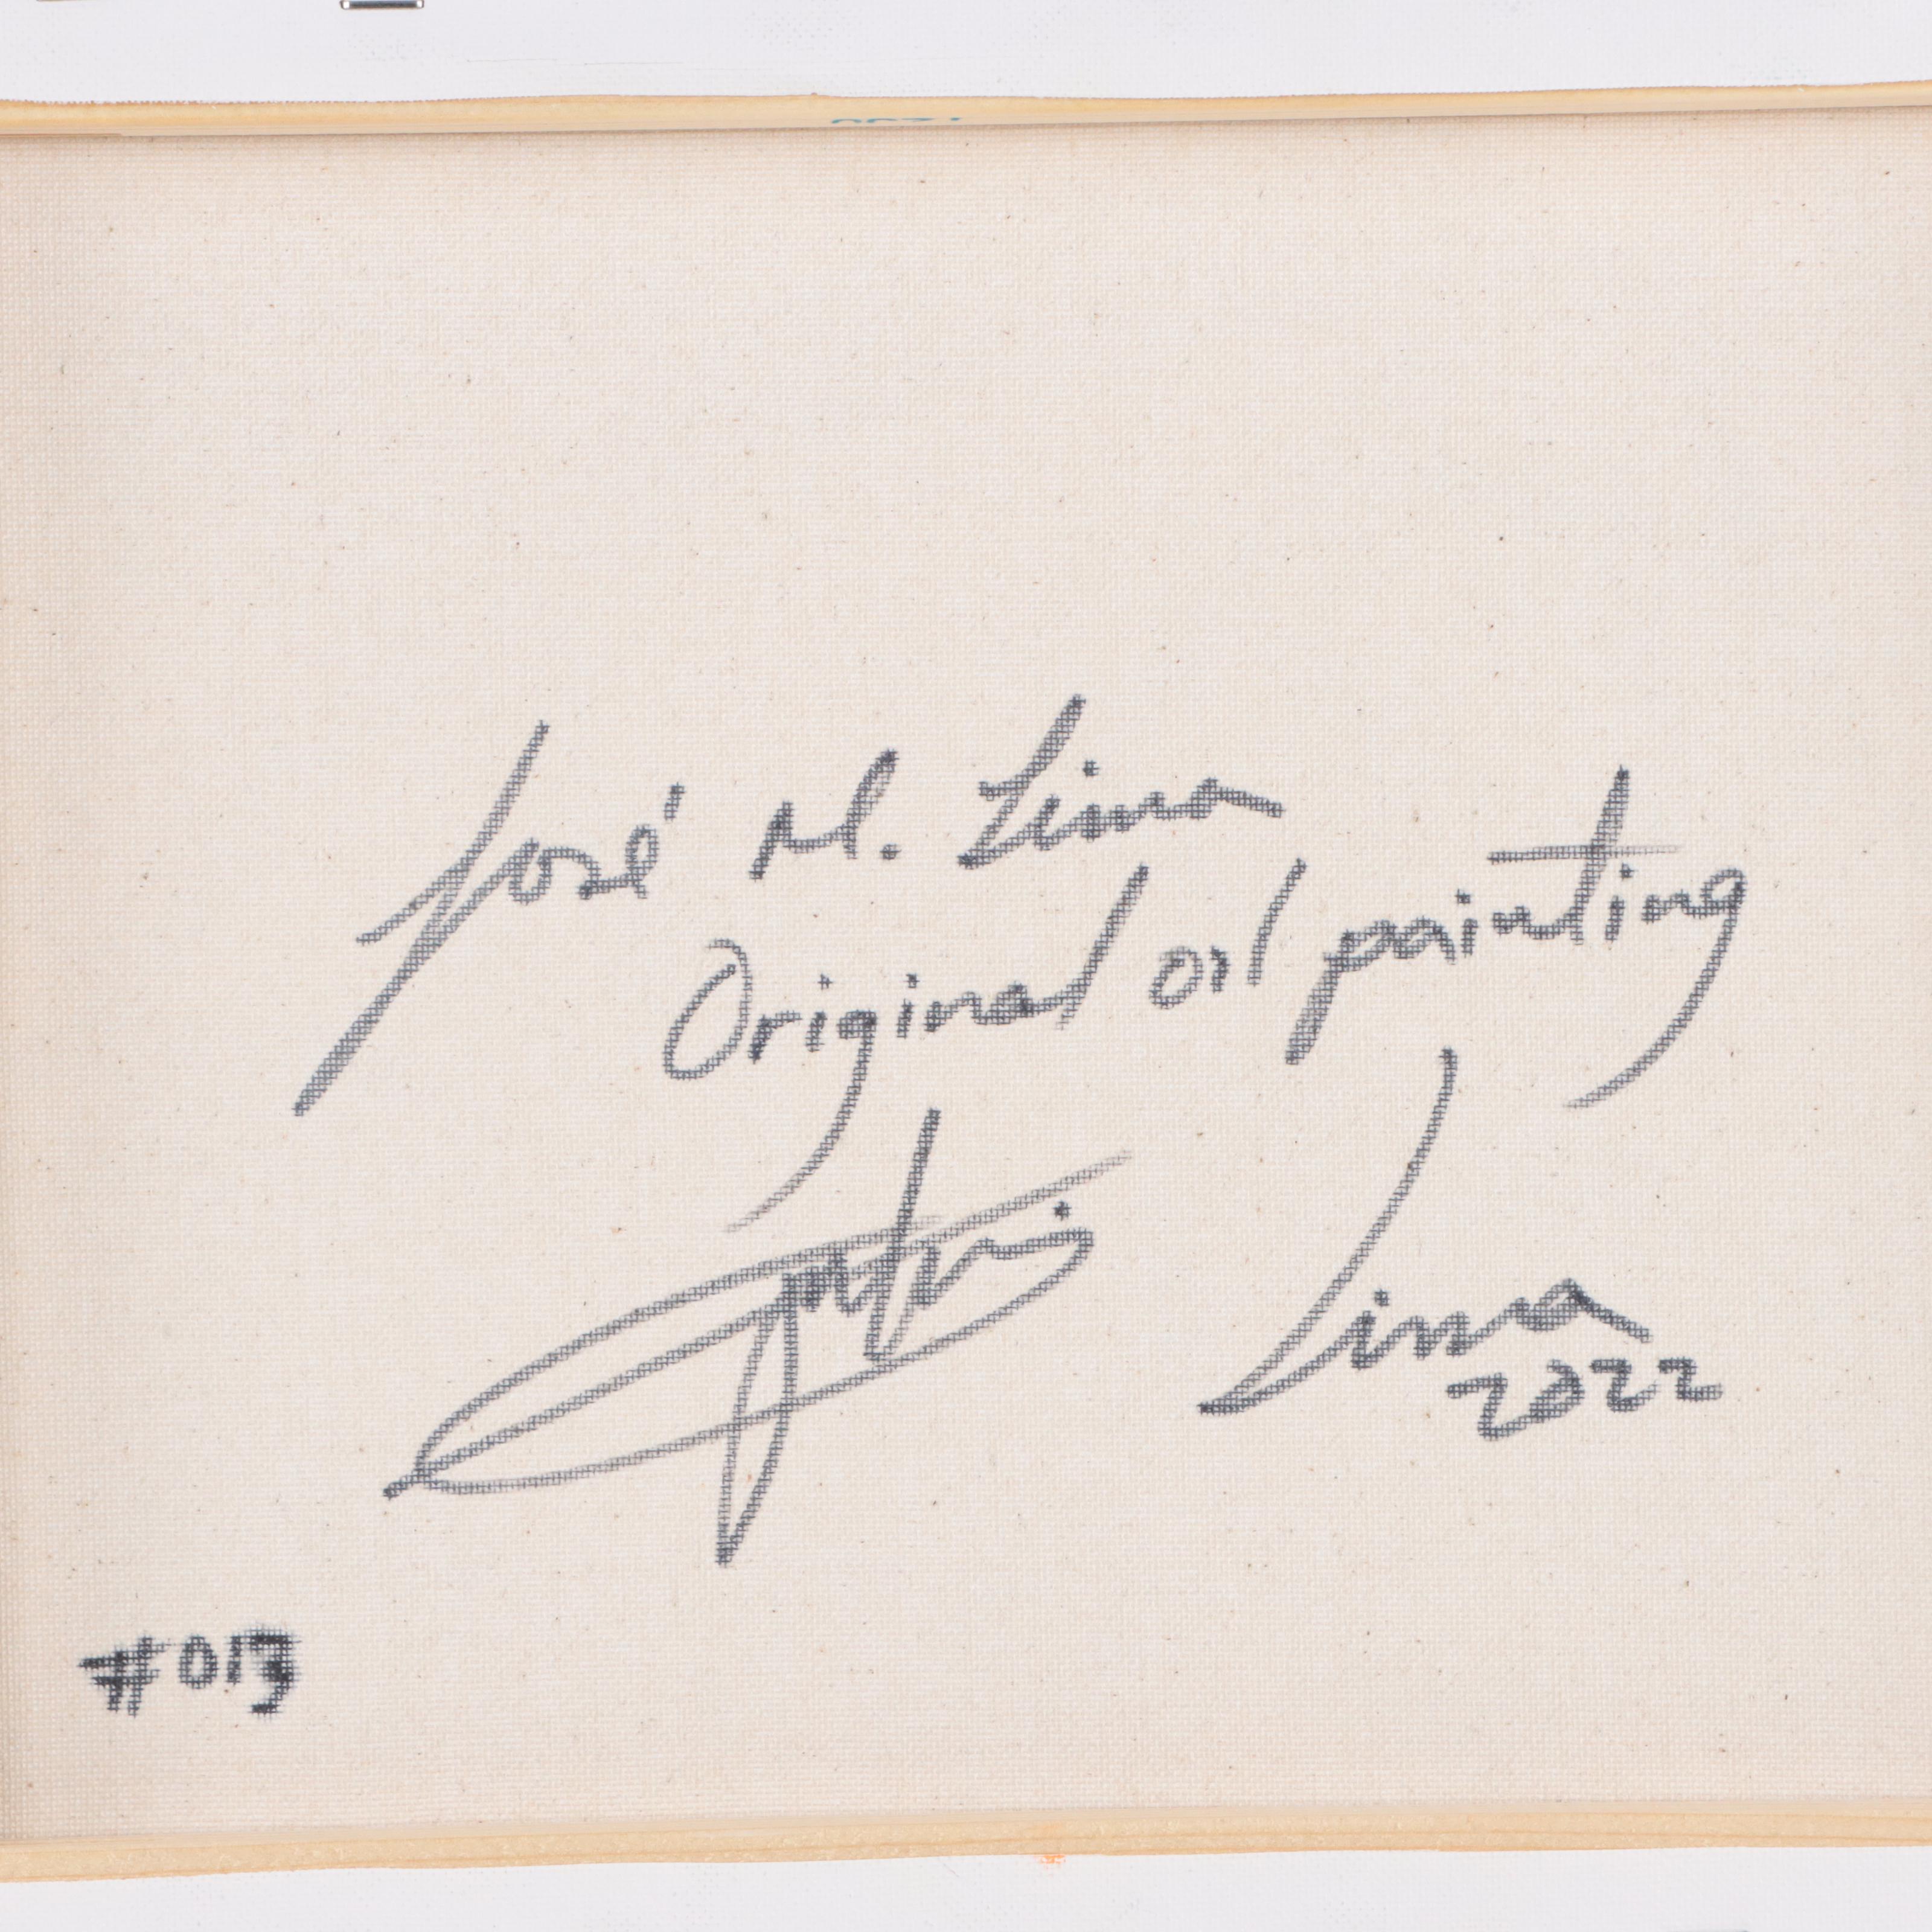 José M. Lima
Original oil painting
Lima
2022
#013